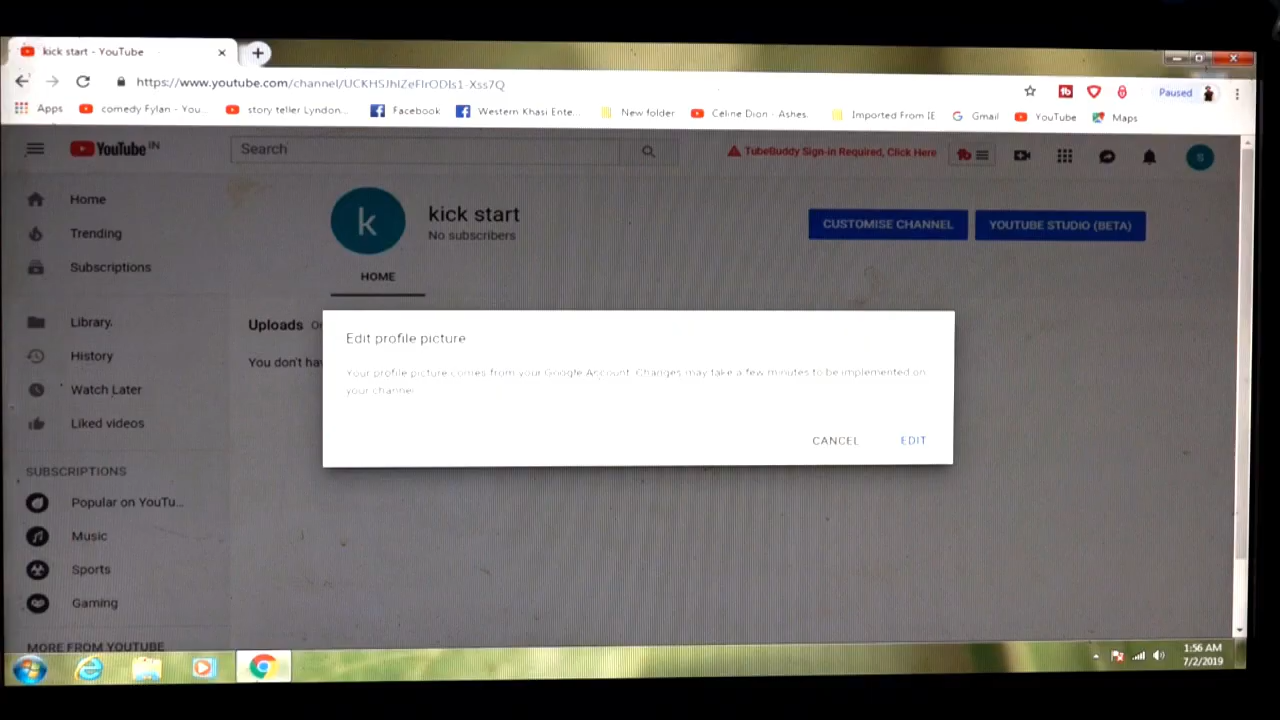 kick start - YouTube
https://www.youtube.com/channel/
Paused
Apps comedy Fylan - You... story teller Lyndon... Facebook Western Khasi Ente... New folder Celine Dion - Ashes. Imported From IE Gmail YouTube Maps
YouTube IN
Search
TubeBuddy Sign-in Required, Click Here
tb
S
Home
Trending
Subscriptions
Library
History
Watch Later
Liked videos
SUBSCRIPTIONS
Popular on YouTu...
Music
Sports
Gaming
MORE FROM YOUTUBE
k
kick start
No subscribers
CUSTOMISE CHANNEL
YOUTUBE STUDIO (BETA)
HOME
Uploads
You don't ha
Edit profile picture
Your profile picture comes from your Google Account. Changes may take a few minutes to be implemented on
your channel
CANCEL EDIT
1:56 AM
7/2/2019